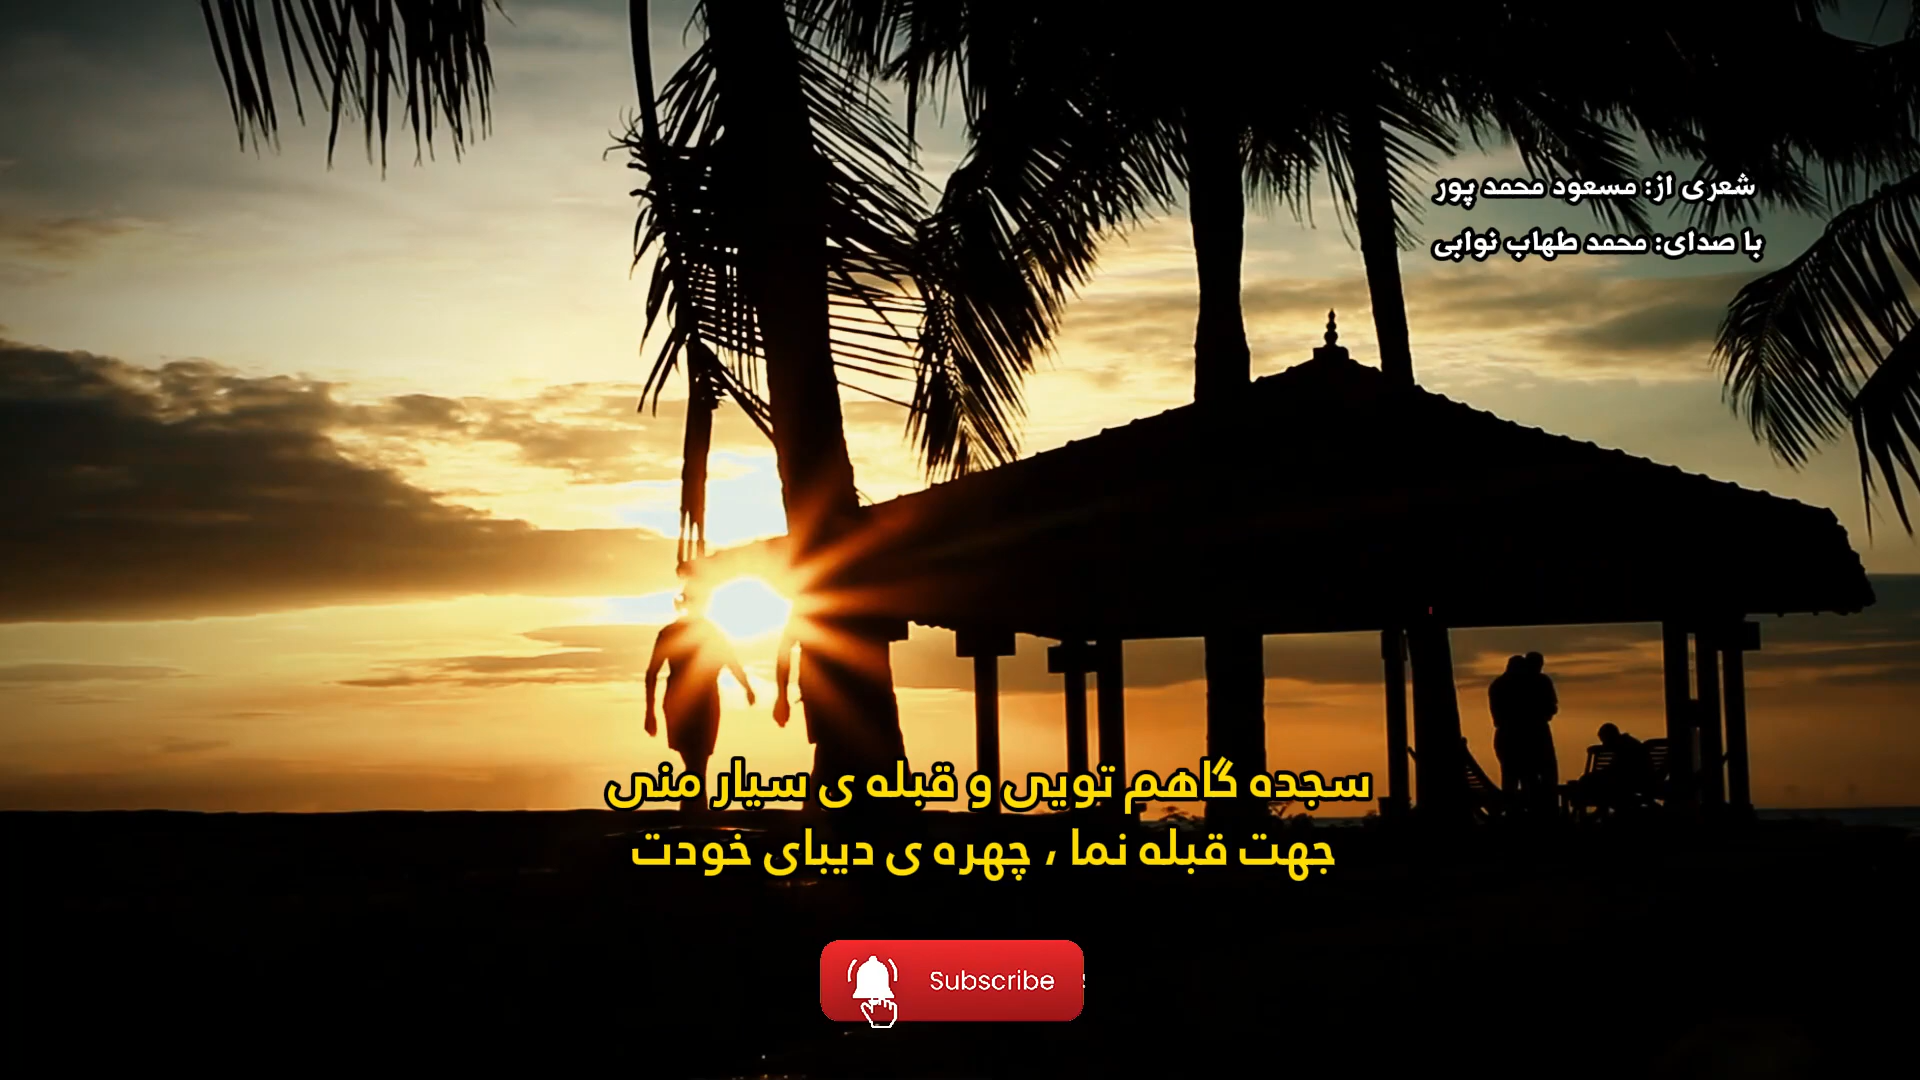 شعری از: مسعود محمد پور
با صدای: محمد طهاب نوابی
سجده گاهم تویی و قبله ی سیار منی
جهت قبله نما ، چهره ی دیبای خودت
Subscribe